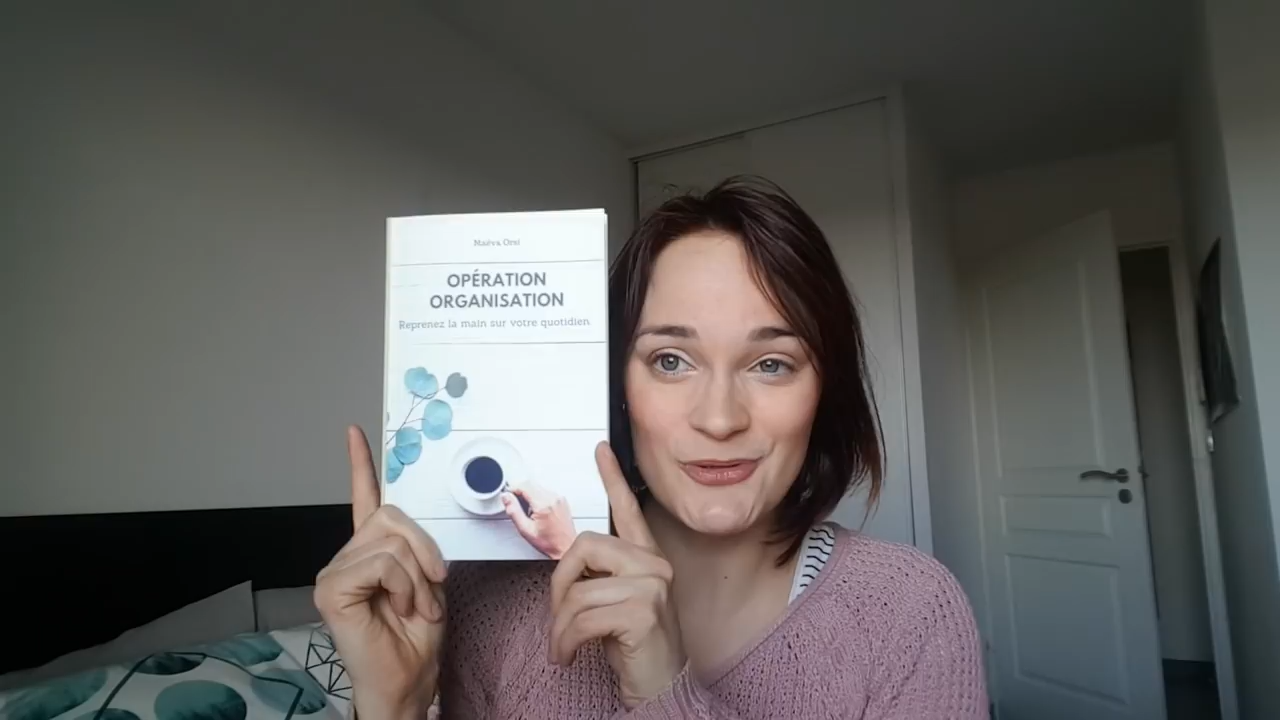 Maëva Orsi
OPÉRATION
ORGANISATION
Reprenez la main sur votre quotidien